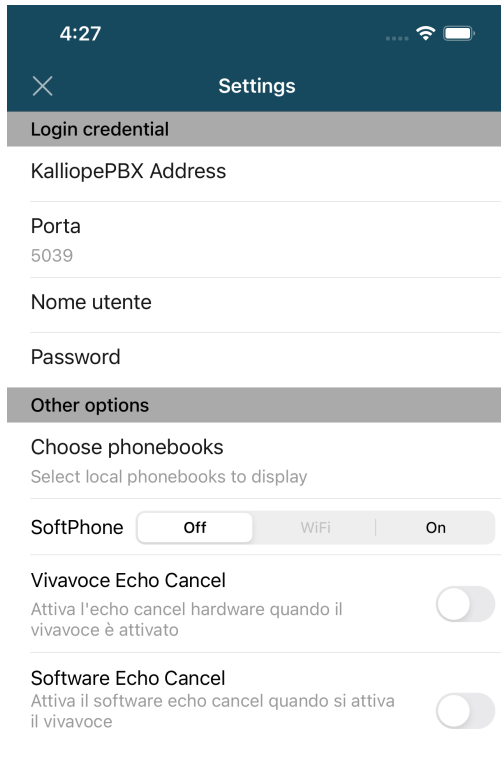 4:27
Settings
Login credential
KalliopePBX Address
Porta
5039
Nome utente
Password
Other options
Choose phonebooks
Select local phonebooks to display
SoftPhone Off WiFi On
Vivavoce Echo Cancel
Attiva l'echo cancel hardware quando il
vivavoce è attivato
Software Echo Cancel
Attiva il software echo cancel quando si attiva
il vivavoce